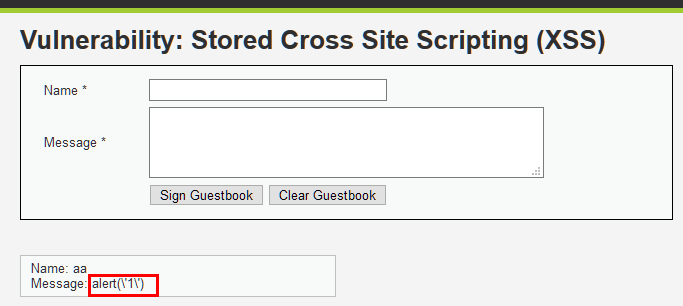 Vulnerability: Stored Cross Site Scripting (XSS)
Name *
Message *
Sign Guestbook Clear Guestbook
Name: aa
Message: alert(\'1\')